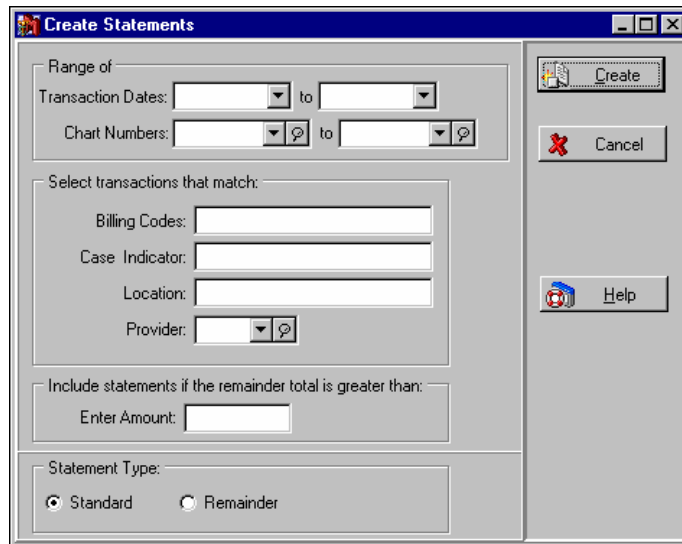 Create Statements
Range of
Transaction Dates: to
Chart Numbers: to
Select transactions that match:
Billing Codes:
Case Indicator:
Location:
Provider:
Include statements if the remainder total is greater than:
Enter Amount:
Statement Type:
Standard Remainder
Create
Cancel
Help